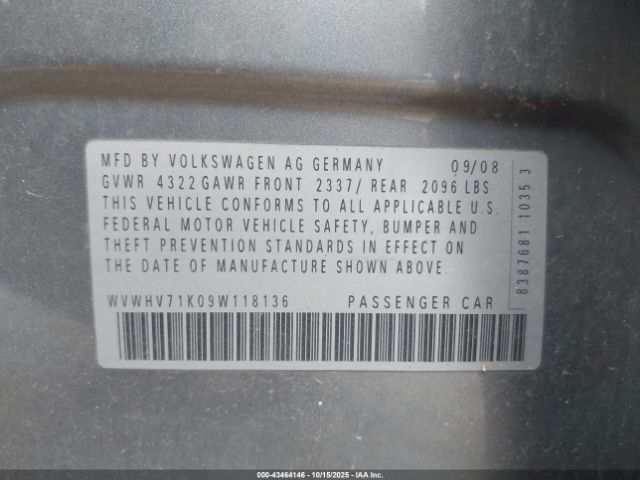 MFD BY VOLKSWAGEN AG GERMANY 09/08
GVWR 4322 GAWR FRONT 2337/ REAR 2096 LBS
THIS VEHICLE CONFORMS TO ALL APPLICABLE U.S.
FEDERAL MOTOR VEHICLE SAFETY, BUMPER AND
THEFT PREVENTION STANDARDS IN EFFECT ON
THE DATE OF MANUFACTURE SHOWN ABOVE.
WVWHV71K09W118136 PASSENGER CAR
8387681 1035 3
000-43464146 - 10/15/2025 - IAA Inc.